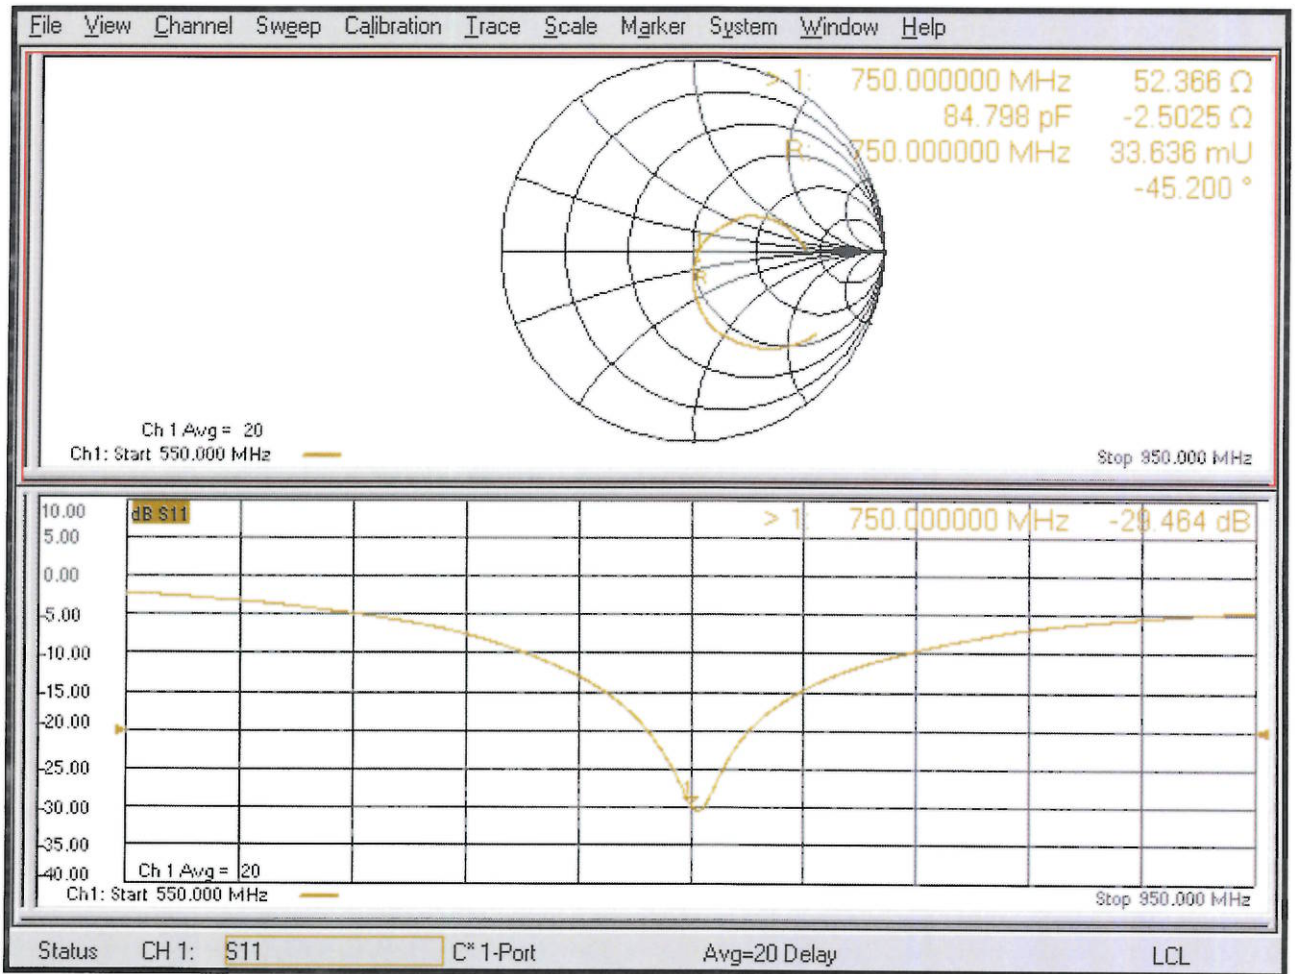 File View Channel Sweep Calibration Trace Scale Marker System Window Help
> 1: 750.000000 MHz 52.366 Ω
84.798 pF -2.5025 Ω
R: 750.000000 MHz 33.636 mU
-45.200 °
R
Ch 1 Avg = 20
Ch1: Start 550.000 MHz Stop 950.000 MHz
10.00 dB S11 > 1 750.000000 MHz -29.464 dB
5.00
0.00
-5.00
-10.00
-15.00
-20.00
-25.00
-30.00
-35.00
-40.00 Ch 1 Avg = 20
Ch1: Start 550.000 MHz Stop 950.000 MHz
Status CH 1: S11 C* 1-Port Avg=20 Delay LCL